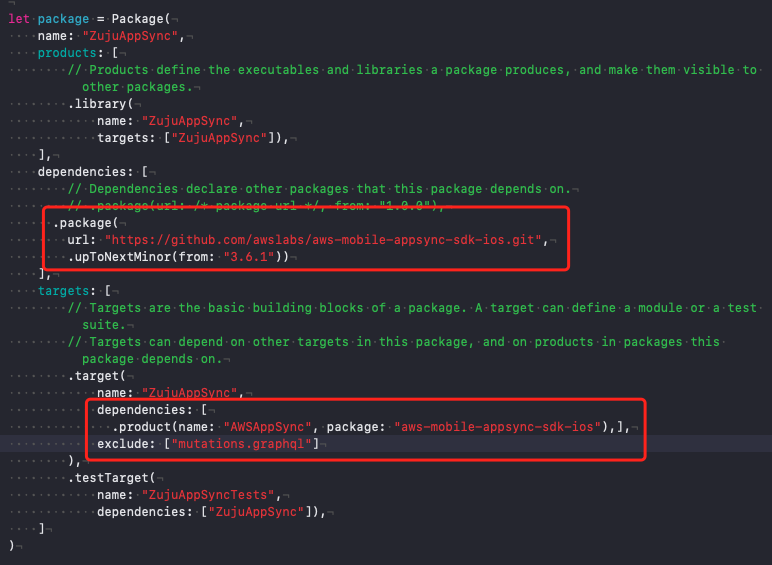 let package = Package(
name: "ZujuAppSync",
products: [
// Products define the executables and libraries a package produces, and make them visible to
other packages.
.library(
name: "ZujuAppSync",
targets: ["ZujuAppSync"]),
],
dependencies: [
// Dependencies declare other packages that this package depends on.
// .package(url: /* package url */, from: "1.0.0"),
.package(
url: "https://github.com/awslabs/aws-mobile-appsync-sdk-ios.git",
.upToNextMinor(from: "3.6.1"))
],
targets: [
// Targets are the basic building blocks of a package. A target can define a module or a test
suite.
// Targets can depend on other targets in this package, and on products in packages this
package depends on.
.target(
name: "ZujuAppSync",
dependencies: [
.product(name: "AWSAppSync", package: "aws-mobile-appsync-sdk-ios"),],
exclude: ["mutations.graphql"]
),
.testTarget(
name: "ZujuAppSyncTests",
dependencies: ["ZujuAppSync"]),
]
)